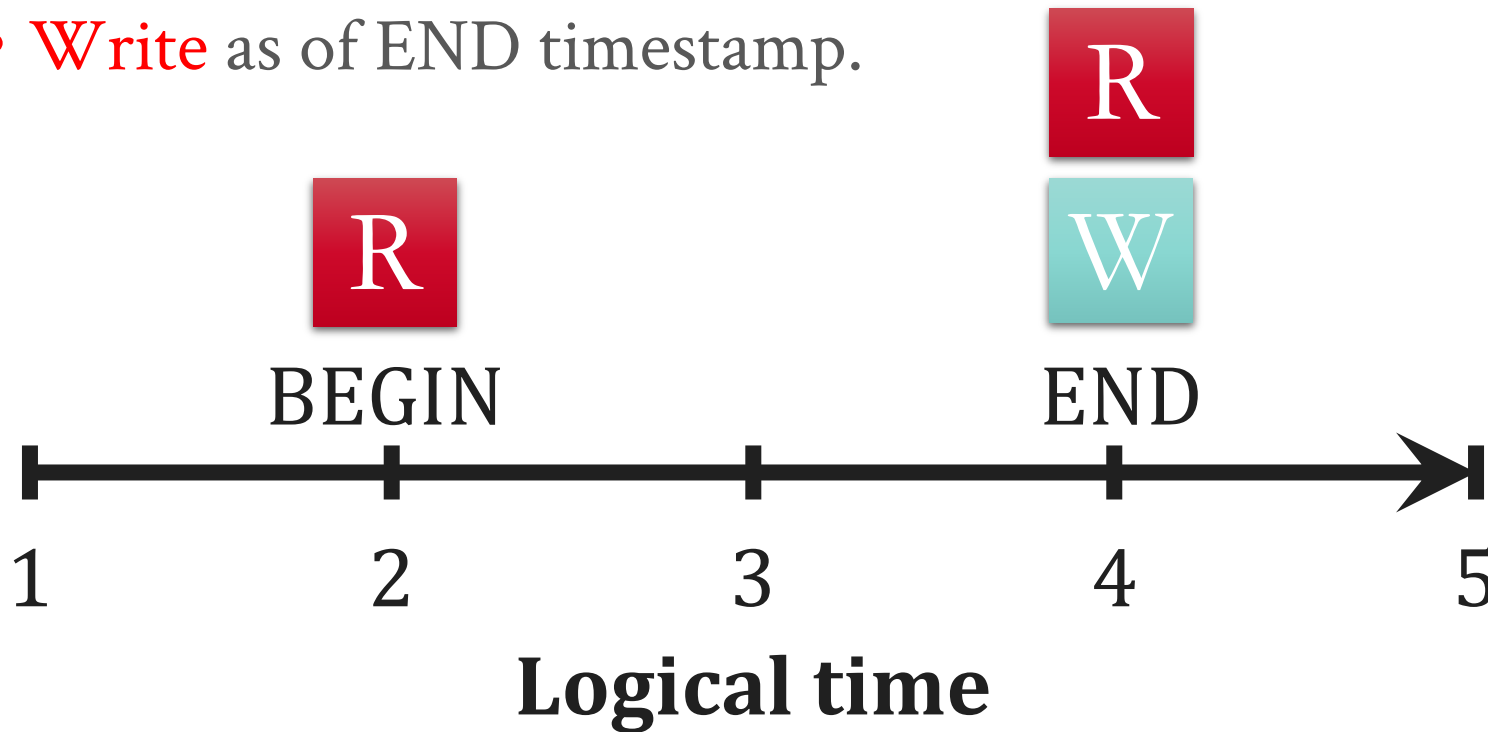 • Write as of END timestamp.
R
R
W
BEGIN
END
1 2 3 4 5
Logical time